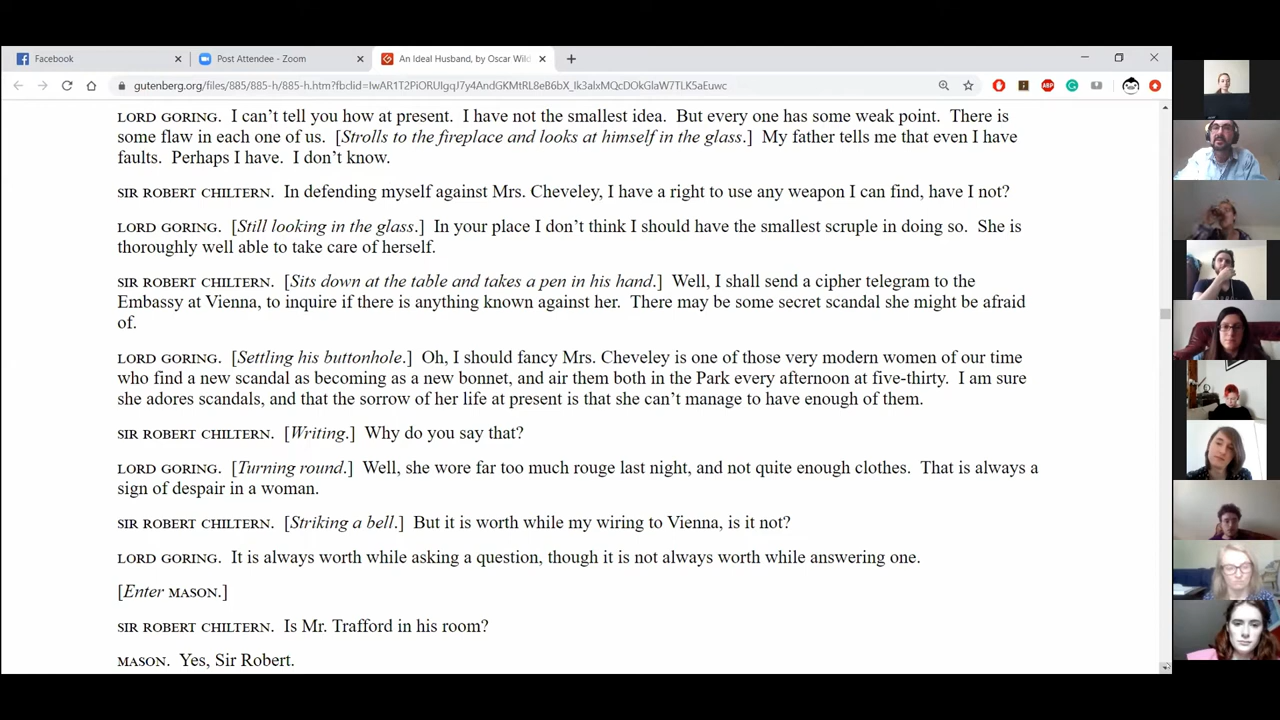 Facebook
Post Attendee - Zoom
An Ideal Husband, by Oscar Wild
gutenberg.org/files/885/885-h/885-h.htm?fbclid=
LORD GORING. I can't tell you how at present. I have not the smallest idea. But every one has some weak point. There is
some flaw in each one of us. [Strolls to the fireplace and looks at himself in the glass.] My father tells me that even I have
faults. Perhaps I have. I don't know.
SIR ROBERT CHILTERN. In defending myself against Mrs. Cheveley, I have a right to use any weapon I can find, have I not?
LORD GORING. [Still looking in the glass.] In your place I don't think I should have the smallest scruple in doing so. She is
thoroughly well able to take care of herself.
SIR ROBERT CHILTERN. [Sits down at the table and takes a pen in his hand.] Well, I shall send a cipher telegram to the
Embassy at Vienna, to inquire if there is anything known against her. There may be some secret scandal she might be afraid
of.
LORD GORING. [Settling his buttonhole.] Oh, I should fancy Mrs. Cheveley is one of those very modern women of our time
who find a new scandal as becoming as a new bonnet, and air them both in the Park every afternoon at five-thirty. I am sure
she adores scandals, and that the sorrow of her life at present is that she can't manage to have enough of them.
SIR ROBERT CHILTERN. [Writing.] Why do you say that?
LORD GORING. [Turning round.] Well, she wore far too much rouge last night, and not quite enough clothes. That is always a
sign of despair in a woman.
SIR ROBERT CHILTERN. [Striking a bell.] But it is worth while my wiring to Vienna, is it not?
LORD GORING. It is always worth while asking a question, though it is not always worth while answering one.
[Enter MASON.]
SIR ROBERT CHILTERN. Is Mr. Trafford in his room?
MASON. Yes, Sir Robert.